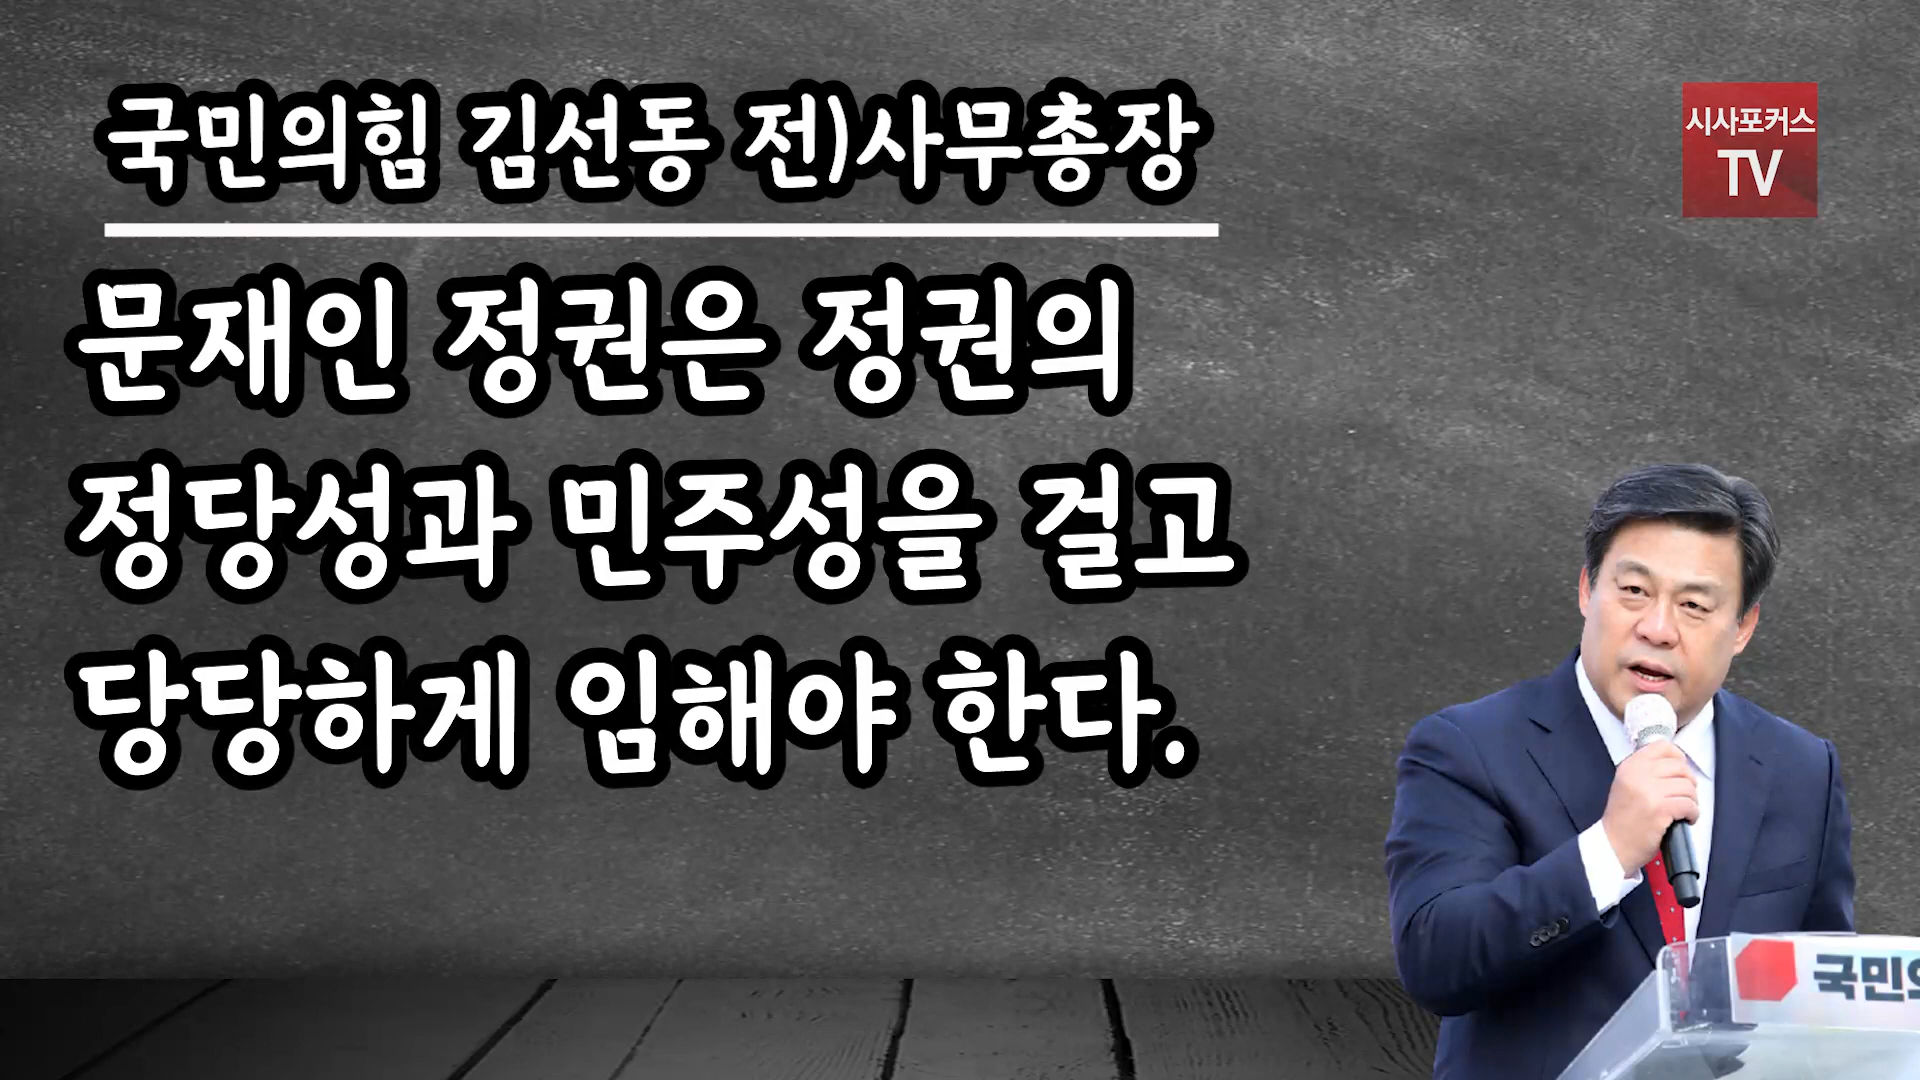 국민의힘 김선동 전)사무총장
시사포커스
TV
문재인 정권은 정권의
정당성과 민주성을 걸고
당당하게 임해야 한다.
국민의